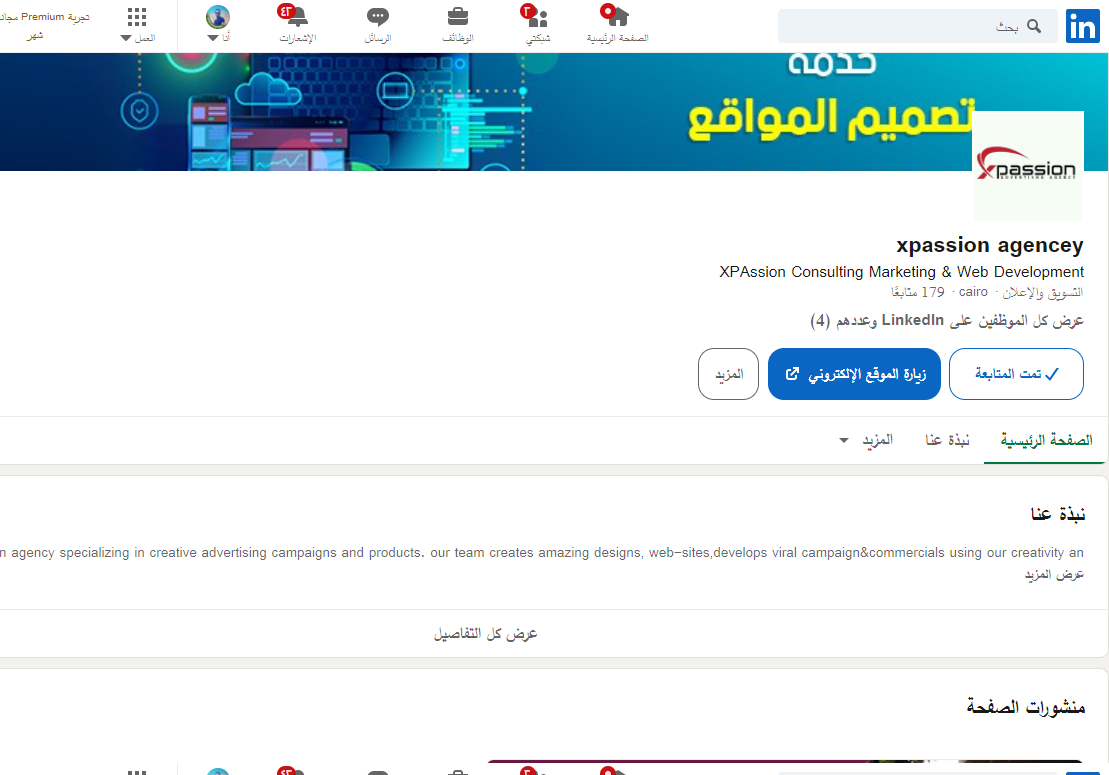 بحث
الصفحة الرئيسية
٢
شبكتي
الوظائف
الرسائل
٤٣
الإشعارات
أنا
العمل
تجربة Premium مجانًا
شهر
خدمة
تصميم المواقع
xpassion
ADVERTISING AGENCY
xpassion agencey
XPAssion Consulting Marketing & Web Development
التسويق والإعلان · cairo · 179 متابعًا
عرض كل الموظفين على LinkedIn وعددهم (4)
تمت المتابعة
زيارة الموقع الإلكتروني
المزيد
الصفحة الرئيسية
نبذة عنا
المزيد
نبذة عنا
n agency specializing in creative advertising campaigns and products. our team creates amazing designs, web-sites,develops viral campaign&commercials using our creativity an
عرض المزيد
عرض كل التفاصيل
منشورات الصفحة